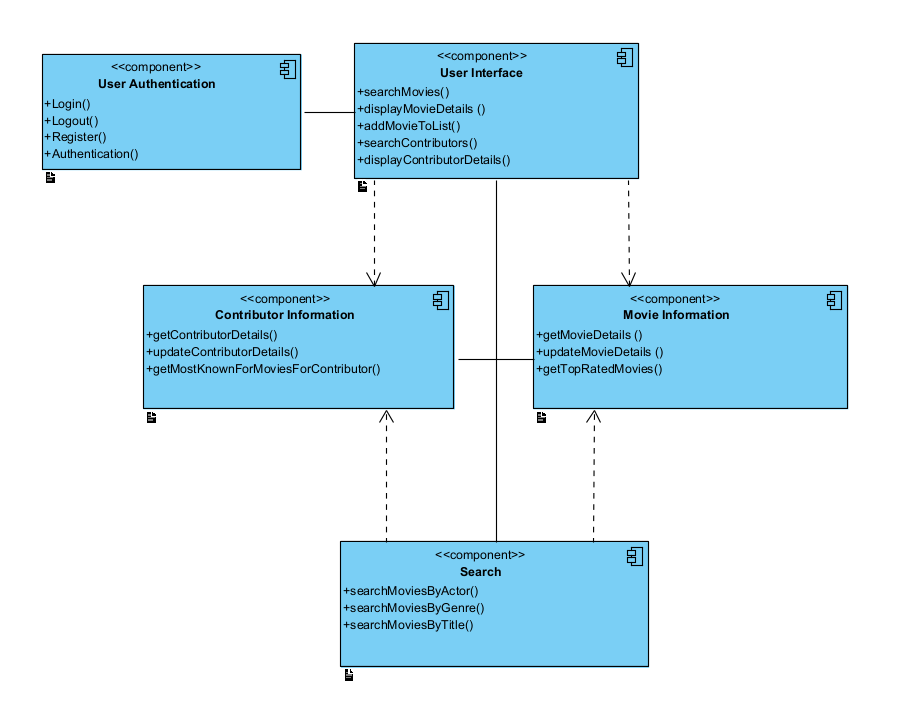 <<component>>
User Authentication
+Login()
+Logout()
+Register()
+Authentication()
<<component>>
User Interface
+searchMovies()
+displayMovieDetails ()
+addMovieToList()
+searchContributors()
+displayContributorDetails()
<<component>>
Contributor Information
+getContributorDetails()
+updateContributorDetails()
+getMostKnownForMoviesForContributor()
<<component>>
Movie Information
+getMovieDetails ()
+updateMovieDetails ()
+getTopRatedMovies()
<<component>>
Search
+searchMoviesByActor()
+searchMoviesByGenre()
+searchMoviesByTitle()